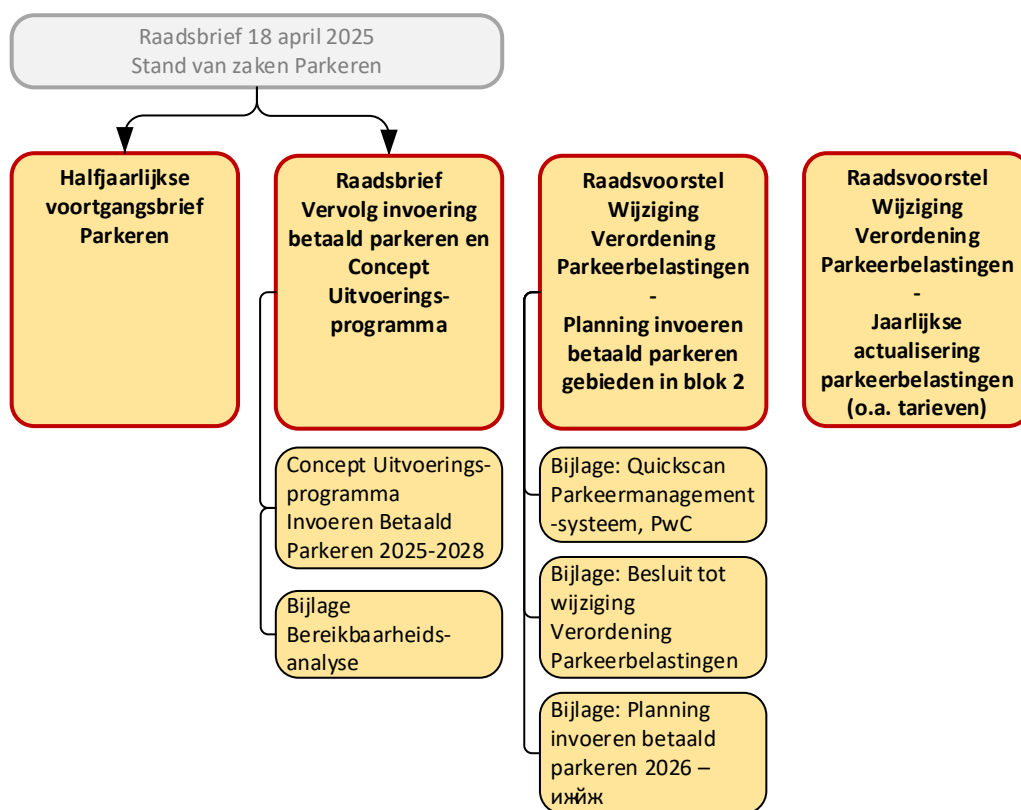 Raadsbrief 18 april 2025
Stand van zaken Parkeren
Halfjaarlijkse
voortgangsbrief
Parkeren
Raadsbrief
Vervolg invoering
betaald parkeren en
Concept
Uitvoerings-
programma
Concept Uitvoerings-
programma
Invoeren Betaald
Parkeren 2025-2028
Bijlage
Bereikbaarheids-
analyse
Raadsvoorstel
Wijziging
Verordening
Parkeerbelastingen
-
Planning invoeren
betaald parkeren
gebieden in blok 2
Bijlage: Quickscan
Parkeermanagement
-systeem, PwC
Bijlage: Besluit tot
wijziging
Verordening
Parkeerbelastingen
Bijlage: Planning
invoeren betaald
parkeren 2026 –
ижйж
Raadsvoorstel
Wijziging
Verordening
Parkeerbelastingen
-
Jaarlijkse
actualisering
parkeerbelastingen
(o.a. tarieven)